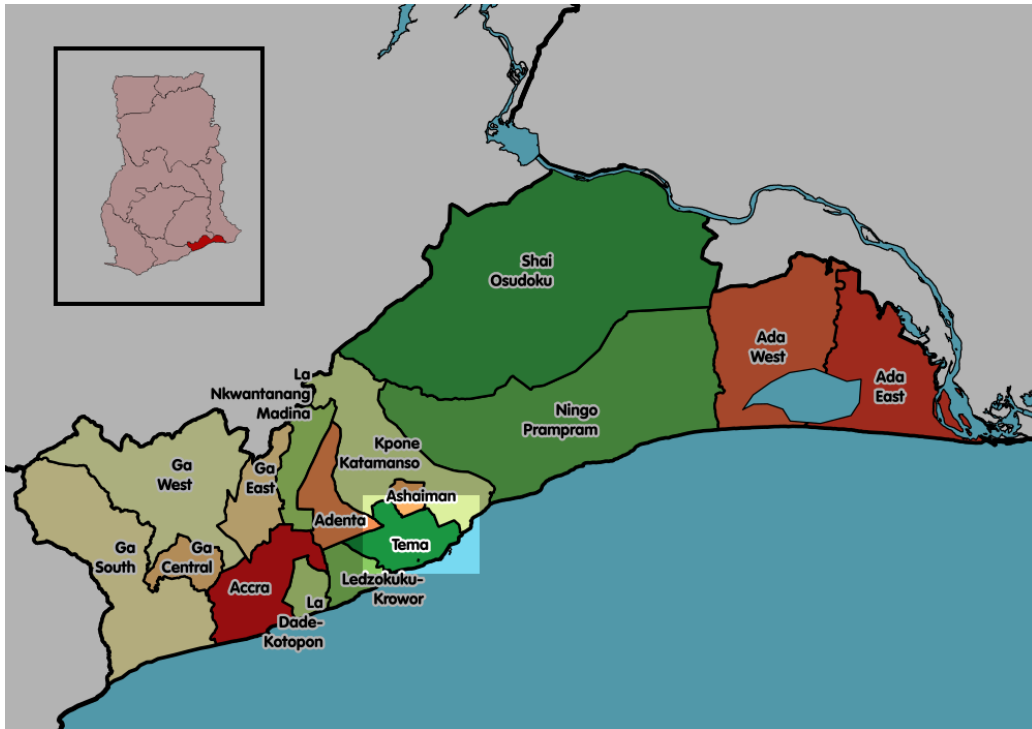 Shai
Osudoku
Ada
West
Ada
East
La
Nkwantanang
Madina
Ningo
Prampram
Kpone
Katamanso
Ga
West
Ga
East
Ashaiman
Adenta
Tema
Ga
South
Ga
Central
Accra
Ledzokuku-
Krowor
La
Dade-
Kotopon